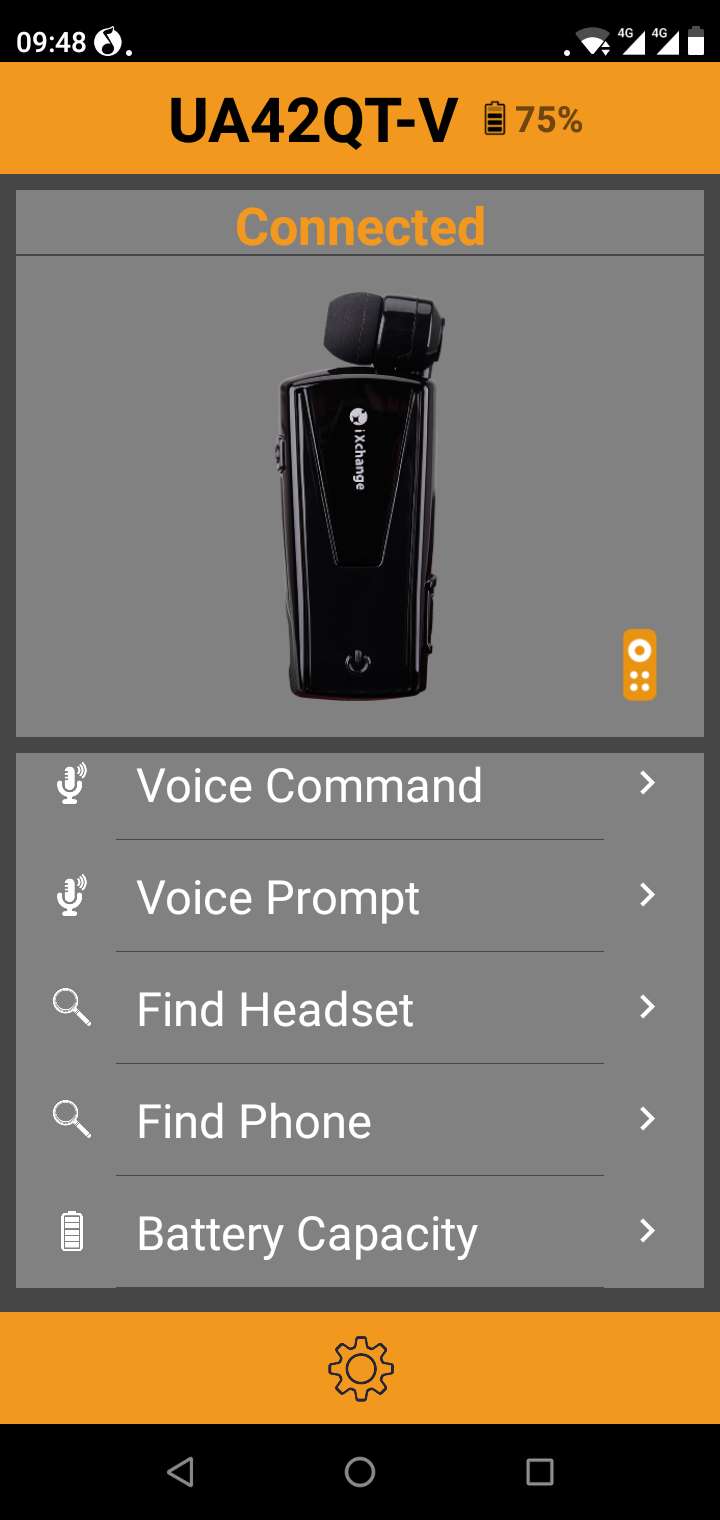 09:48
4G 4G
UA42QT-V 75%
Connected
iXchange
Voice Command
Voice Prompt
Find Headset
Find Phone
Battery Capacity